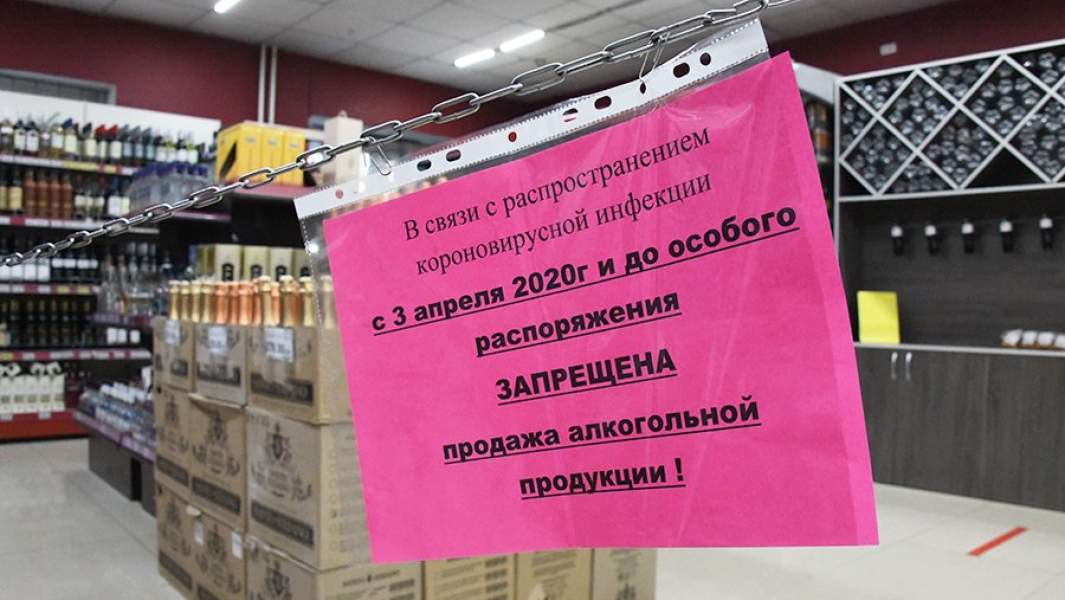 В связи с распространением
короновирусной инфекции
с 3 апреля 2020г и до особого
распоряжения
ЗАПРЕЩЕНА
продажа алкогольной
продукции !